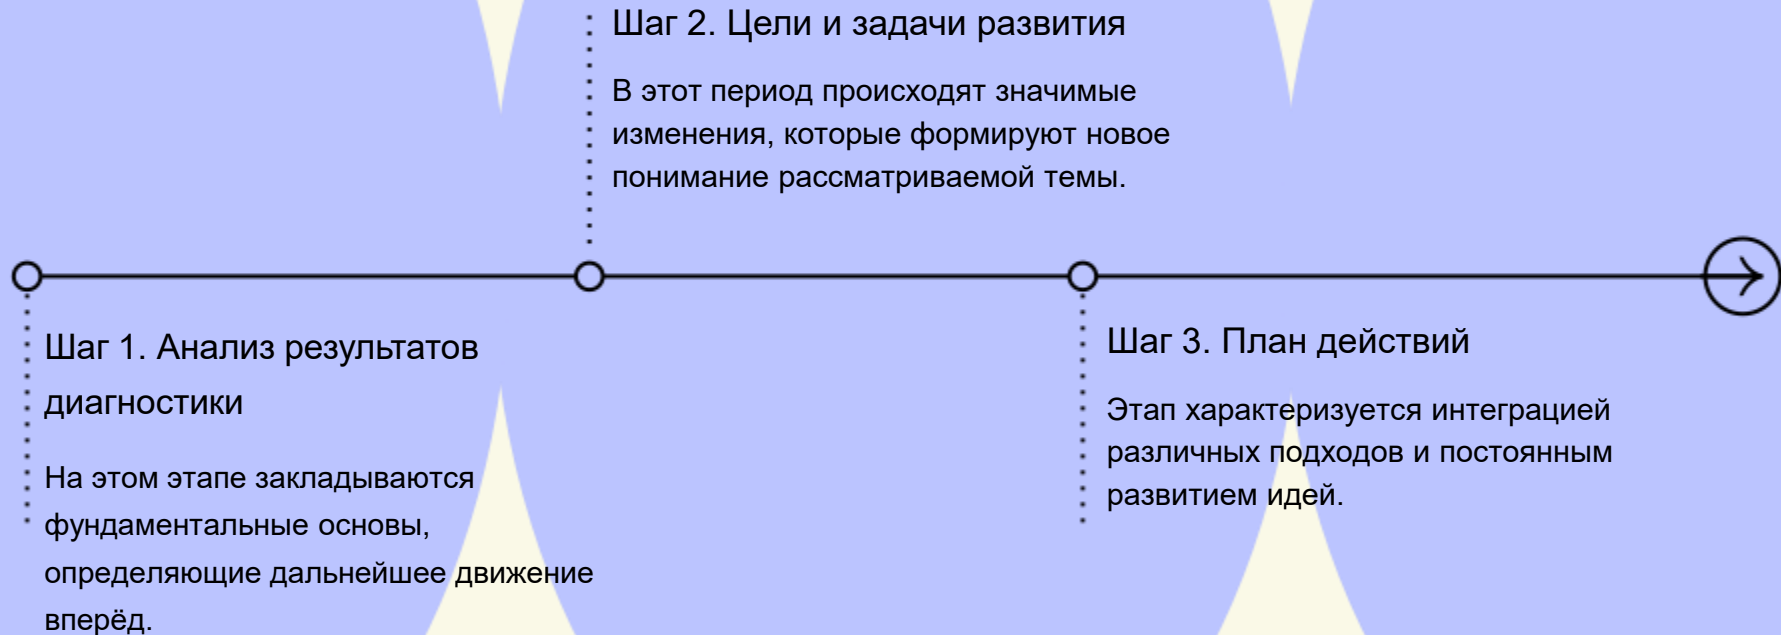 Шаг 2. Цели и задачи развития
В этот период происходят значимые
изменения, которые формируют новое
понимание рассматриваемой темы.
Шаг 1. Анализ результатов
диагностики
На этом этапе закладываются
фундаментальные основы,
определяющие дальнейшее движение
вперёд.
Шаг 3. План действий
Этап характеризуется интеграцией
различных подходов и постоянным
развитием идей.